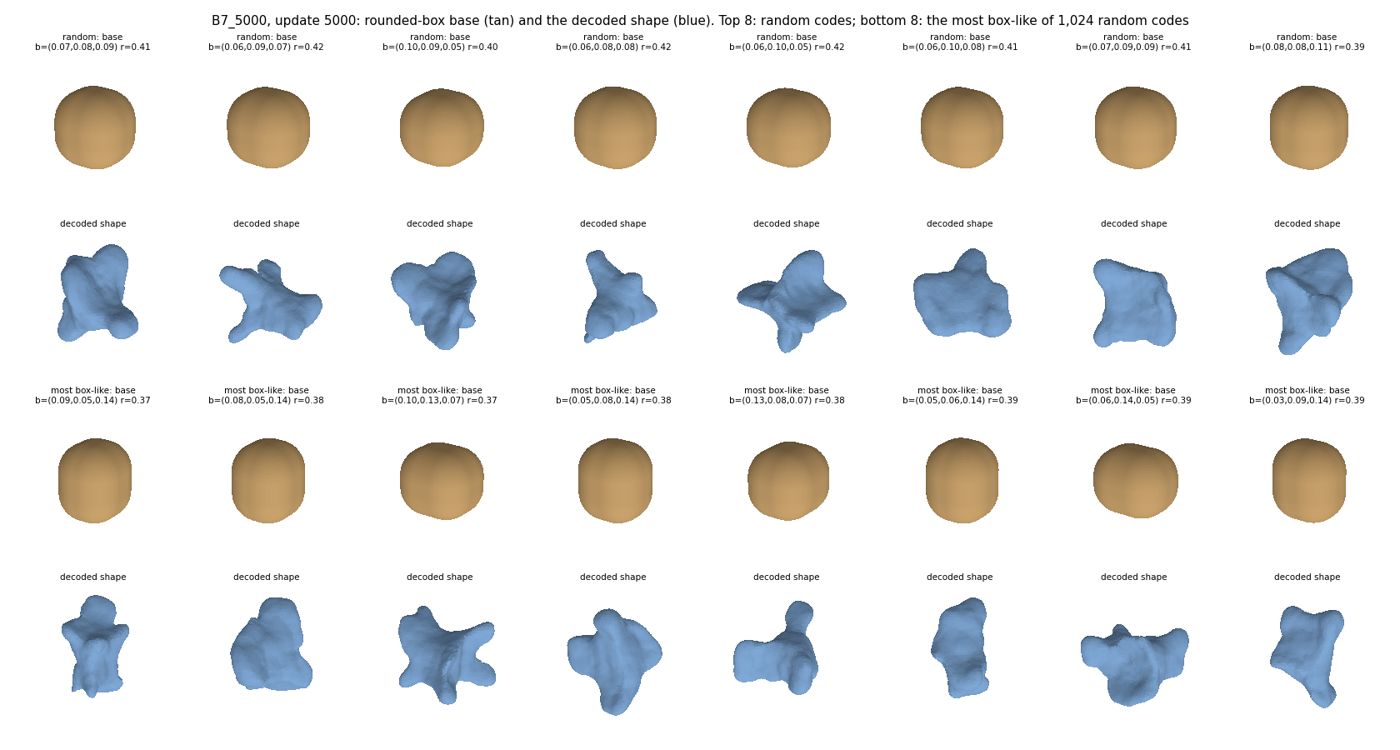 B7_5000, update 5000: rounded-box base (tan) and the decoded shape (blue). Top 8: random codes; bottom 8: the most box-like of 1,024 random codes
random: base random: base random: base random: base random: base random: base random: base random: base
b=(0.07,0.08,0.09) r=0.41 b=(0.06,0.09,0.07) r=0.42 b=(0.10,0.09,0.05) r=0.40 b=(0.06,0.08,0.08) r=0.42 b=(0.06,0.10,0.05) r=0.42 b=(0.06,0.10,0.08) r=0.41 b=(0.07,0.09,0.09) r=0.41 b=(0.08,0.08,0.11) r=0.39
decoded shape decoded shape decoded shape decoded shape decoded shape decoded shape decoded shape decoded shape
most box-like: base most box-like: base most box-like: base most box-like: base most box-like: base most box-like: base most box-like: base most box-like: base
b=(0.09,0.05,0.14) r=0.37 b=(0.08,0.05,0.14) r=0.38 b=(0.10,0.13,0.07) r=0.37 b=(0.05,0.08,0.14) r=0.38 b=(0.13,0.08,0.07) r=0.38 b=(0.05,0.06,0.14) r=0.39 b=(0.06,0.14,0.05) r=0.39 b=(0.03,0.09,0.14) r=0.39
decoded shape decoded shape decoded shape decoded shape decoded shape decoded shape decoded shape decoded shape